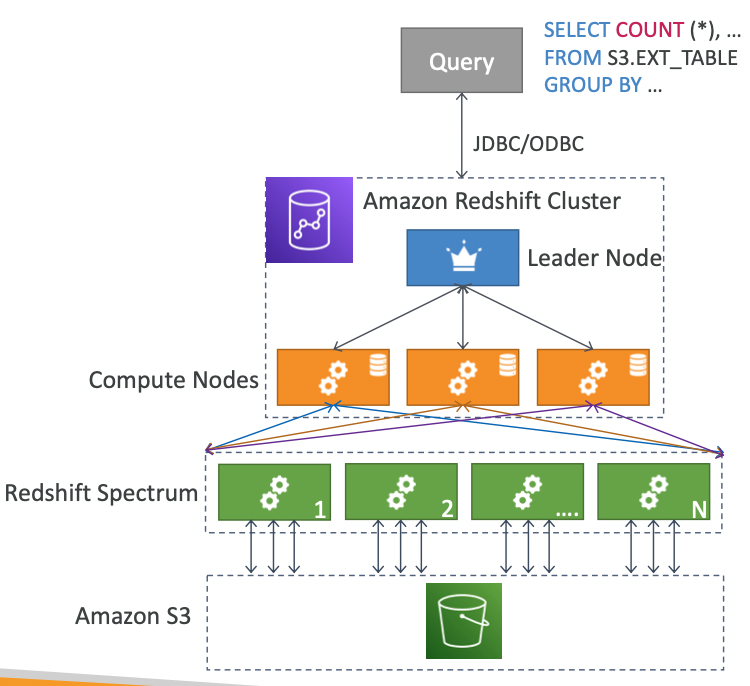 Query
SELECT COUNT (*), ...
FROM S3.EXT_TABLE
GROUP BY ...
JDBC/ODBC
Amazon Redshift Cluster
Leader Node
Compute Nodes
Redshift Spectrum
1
2
....
N
Amazon S3